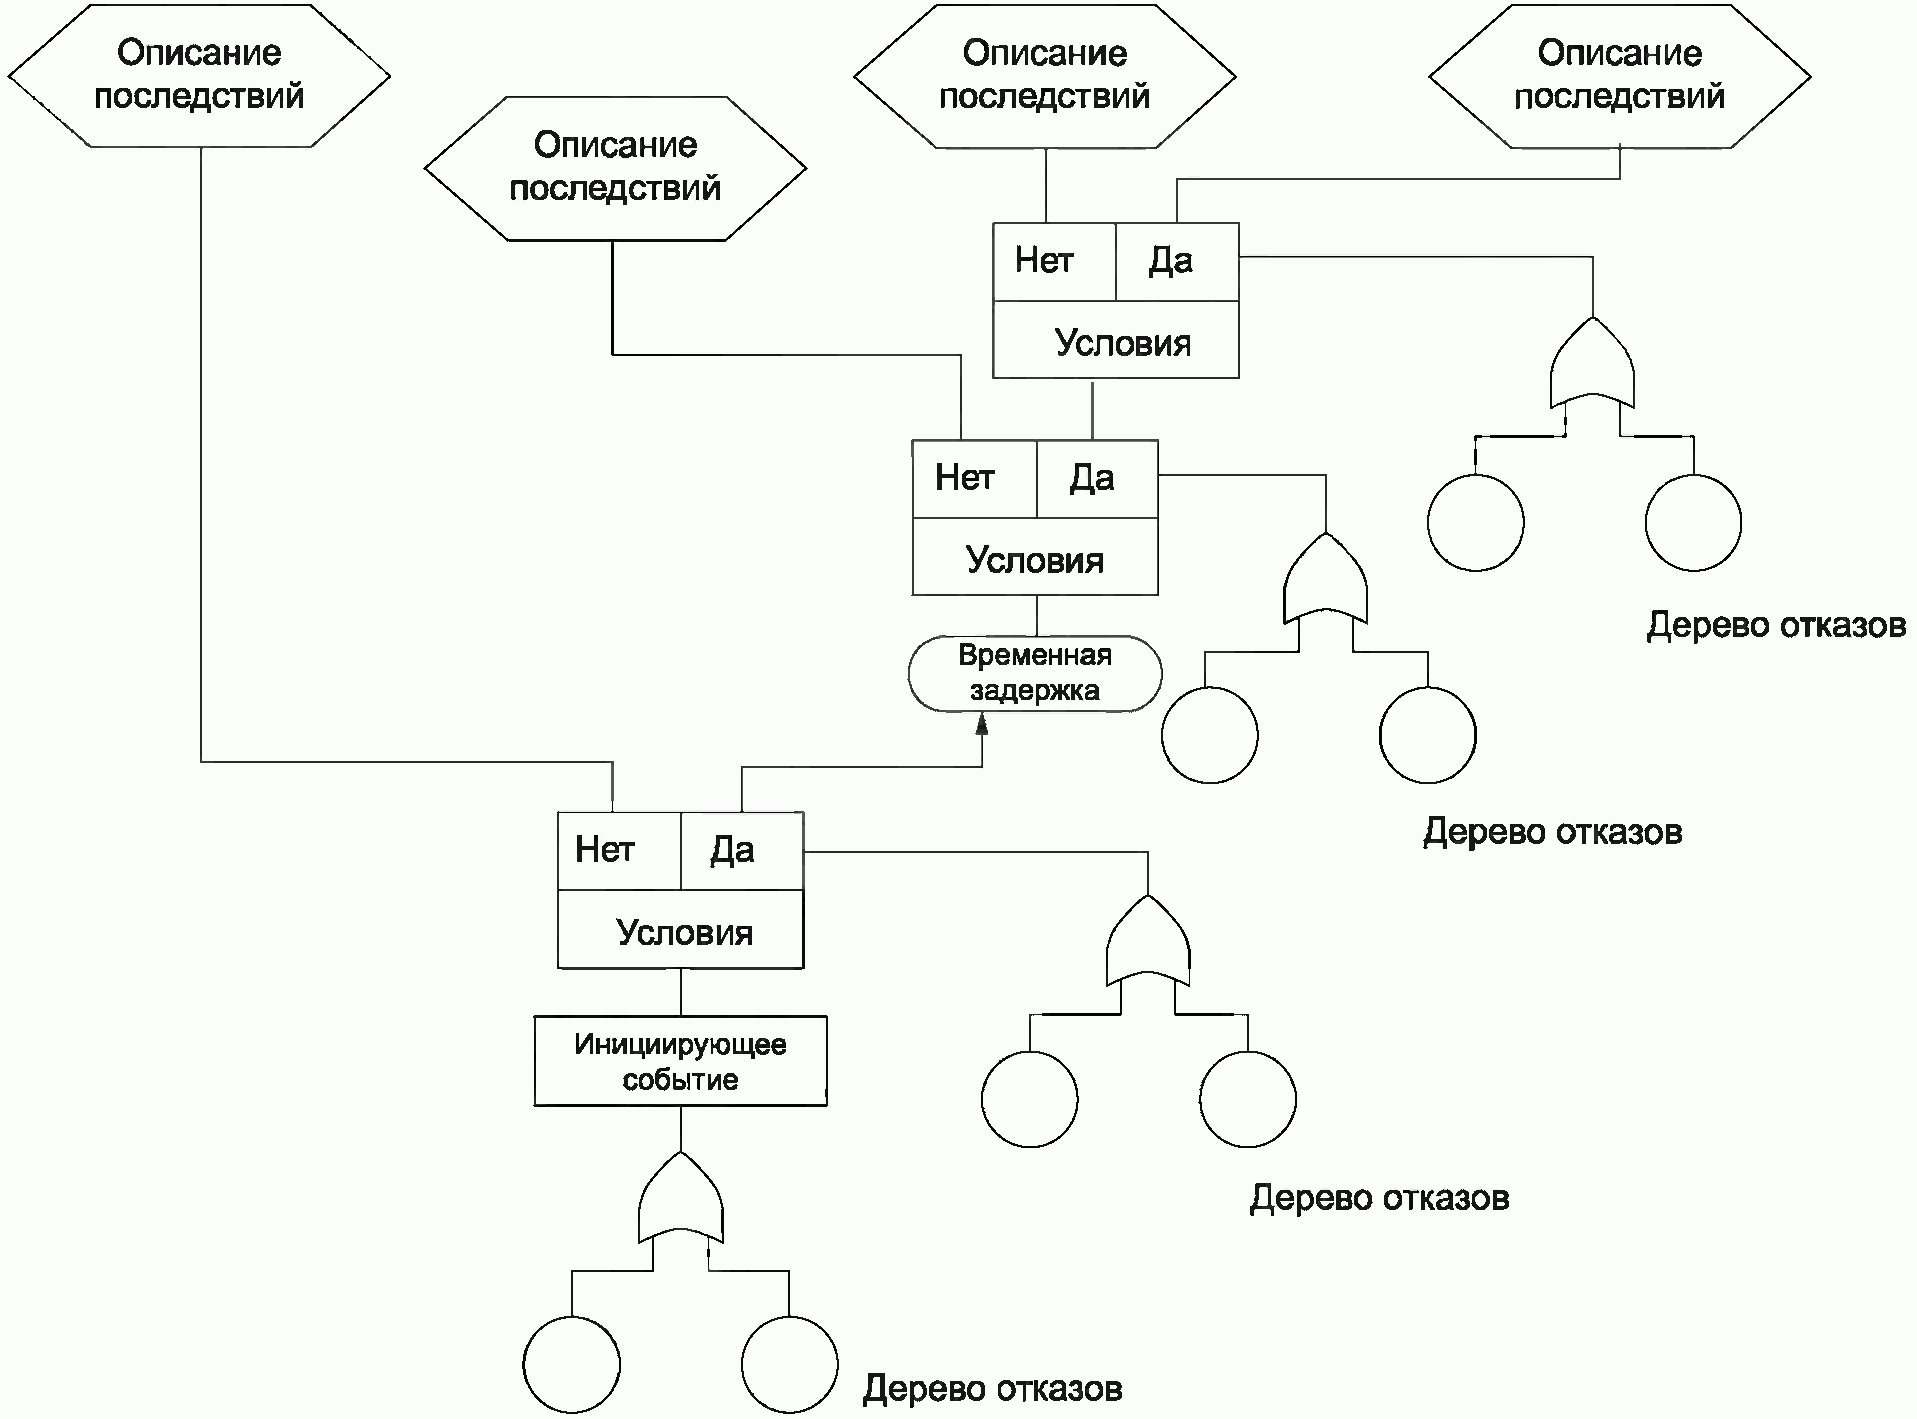 Описание
последствий
Описание
последствий
Описание
последствий
Описание
последствий
Нет
Да
Условия
Нет
Да
Условия
Дерево отказов
Временная
задержка
Дерево отказов
Нет
Да
Условия
Инициирующее
событие
Дерево отказов
Дерево отказов